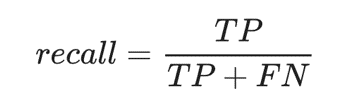 recall = TP / TP + FN